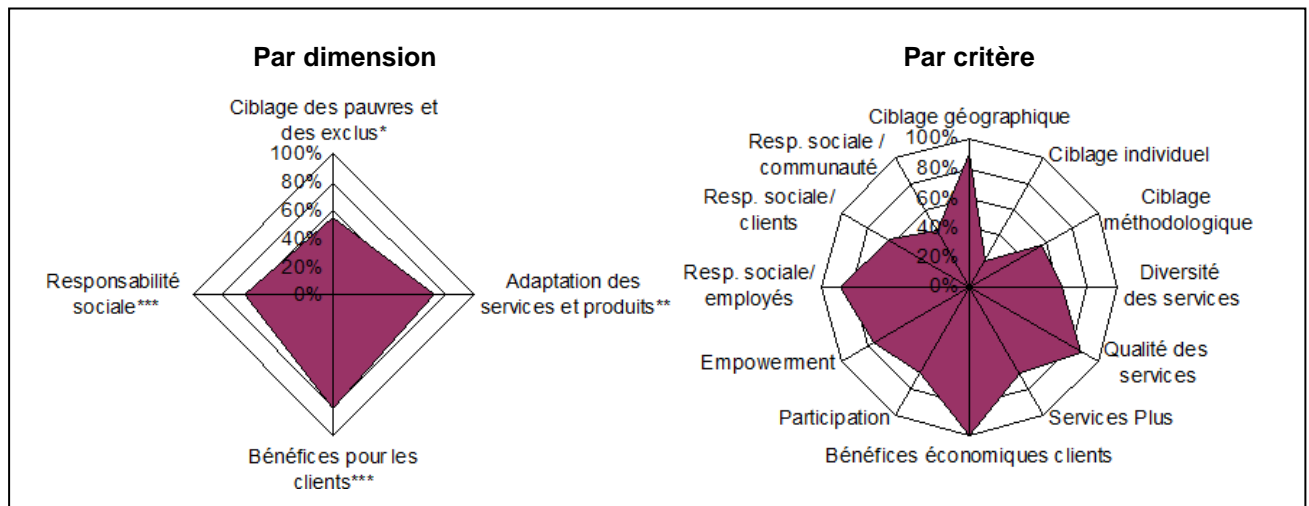 Par dimension
Ciblage des pauvres et
des exclus*
100%
80%
60%
40%
20%
0%
Responsabilité
sociale***
Adaptation des
services et produits**
Bénéfices pour les
clients***
Par critère
Ciblage géographique
100%
80%
60%
40%
20%
0%
Ciblage individuel
Ciblage
méthodologique
Diversité
des services
Qualité des
services
Services Plus
Bénéfices économiques clients
Participation
Empowerment
Resp. sociale/
employés
Resp. sociale/
clients
Resp. sociale /
communauté